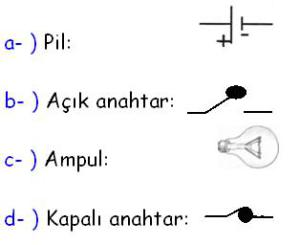 a- ) Pil:
+ -
b- ) Açık anahtar:
c- ) Ampul:
d- ) Kapalı anahtar: